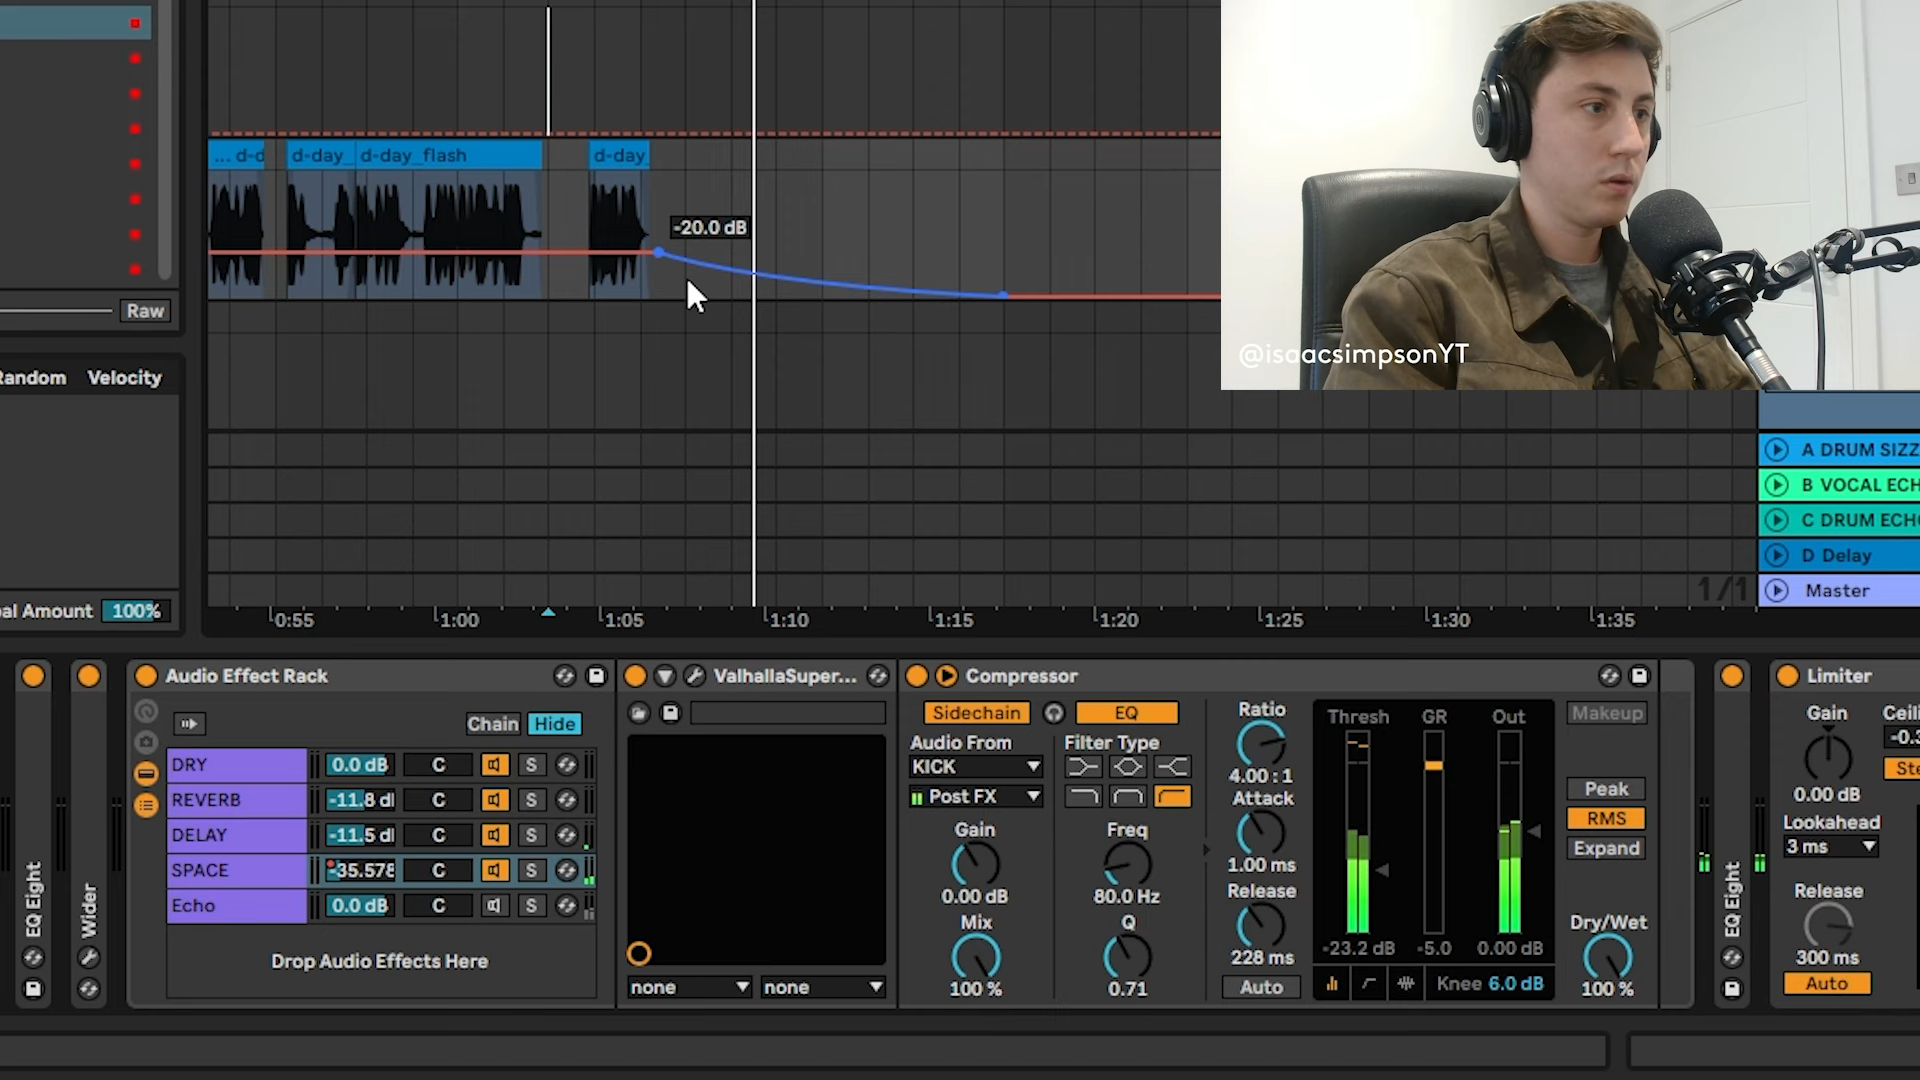 ... d-d
d-day_
d-day_flash
d-day_
-20.0 dB
@isaacsimpsonYT
Raw
Random Velocity
bal Amount 100%
A DRUM SIZZ
B VOCAL ECH
C DRUM ECHO
D Delay
1/1 Master
0:55 1:00 1:05 1:10 1:15 1:20 1:25 1:30 1:35
EQ Eight
Wider
Audio Effect Rack
Chain Hide
DRY 0.0 dB C S
REVERB -11.8 dB C S
DELAY -11.5 dB C S
SPACE -35.578 C S
Echo 0.0 dB C S
Drop Audio Effects Here
ValhallaSuper...
none none
Compressor
Sidechain EQ
Audio From
KICK
Post FX
Gain
0.00 dB
Mix
100 %
Filter Type
Freq
80.0 Hz
Q
0.71
Ratio
4.00 : 1
Attack
1.00 ms
Release
228 ms
Auto
Thresh GR Out
-23.2 dB -5.0 0.00 dB
Knee 6.0 dB
Makeup
Peak
RMS
Expand
Dry/Wet
100 %
EQ Eight
Limiter
Gain
0.00 dB
Ceili
-0.3
Ste
Lookahead
3 ms
Release
300 ms
Auto